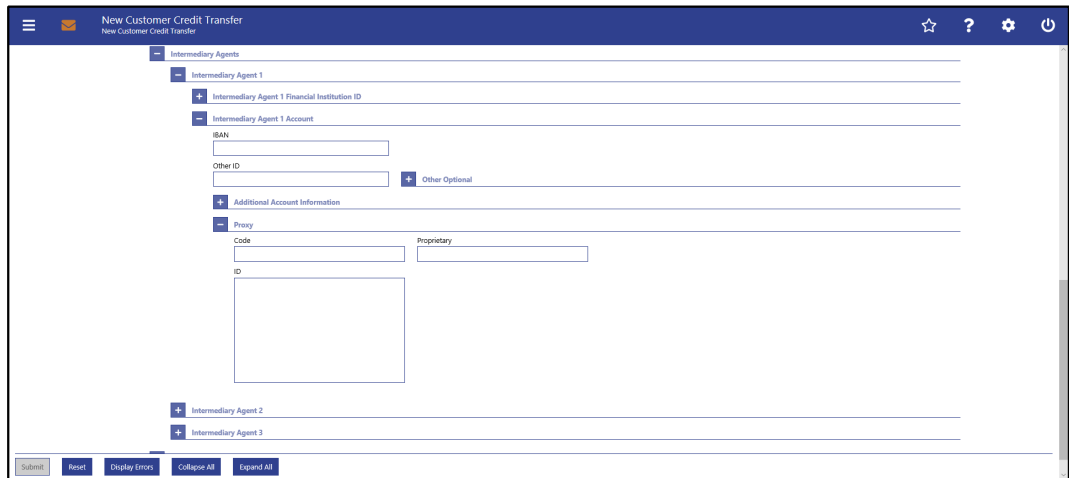 New Customer Credit Transfer
New Customer Credit Transfer
Intermediary Agents
Intermediary Agent 1
Intermediary Agent 1 Financial Institution ID
Intermediary Agent 1 Account
IBAN
Other ID
Other Optional
Additional Account Information
Proxy
Code Proprietary
ID
Intermediary Agent 2
Intermediary Agent 3
Submit Reset Display Errors Collapse All Expand All